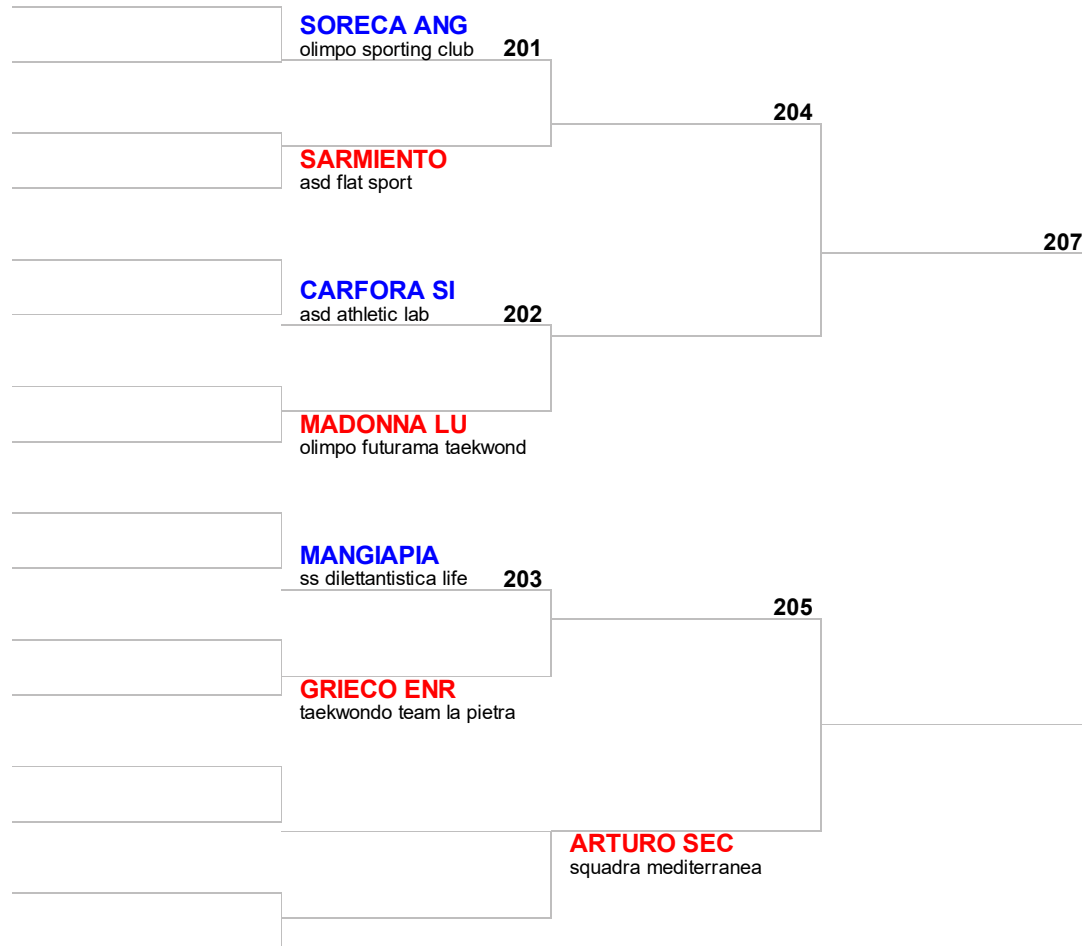 SORECA ANG
olimpo sporting club 201
204
SARMIENTO
asd flat sport
207
CARFORA SI
asd athletic lab 202
MADONNA LU
olimpo futurama taekwond
MANGIAPIA
ss dilettantistica life 203
205
GRIECO ENR
taekwondo team la pietra
ARTURO SEC
squadra mediterranea